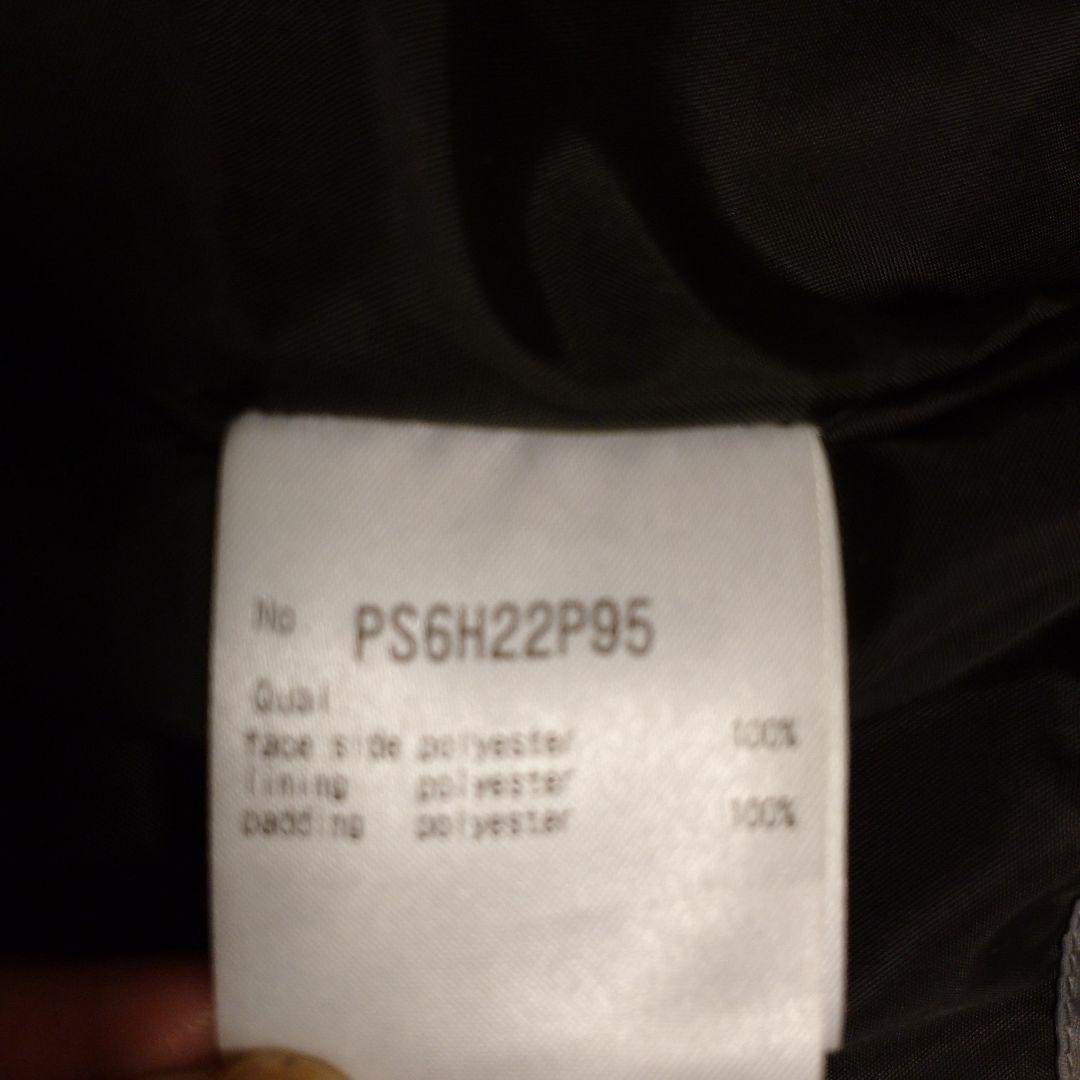 No PS6H22P95
Qual
face side polyester 100%
lining polyester
padding polyester 100%